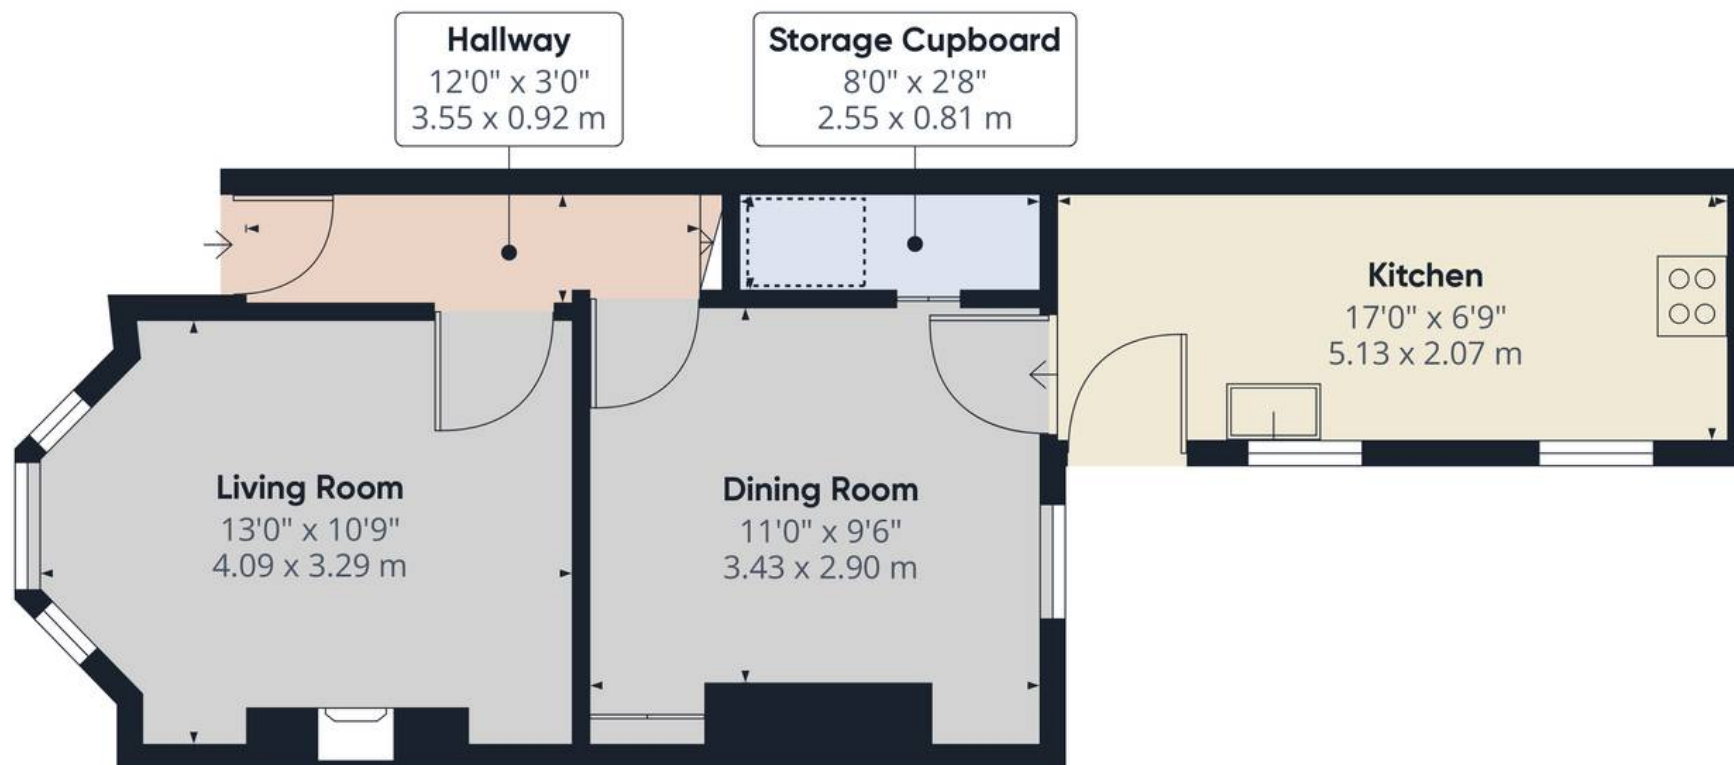 Hallway
12'0" x 3'0"
3.55 x 0.92 m
Storage Cupboard
8'0" x 2'8"
2.55 x 0.81 m
Kitchen
17'0" x 6'9"
5.13 x 2.07 m
Living Room
13'0" x 10'9"
4.09 x 3.29 m
Dining Room
11'0" x 9'6"
3.43 x 2.90 m